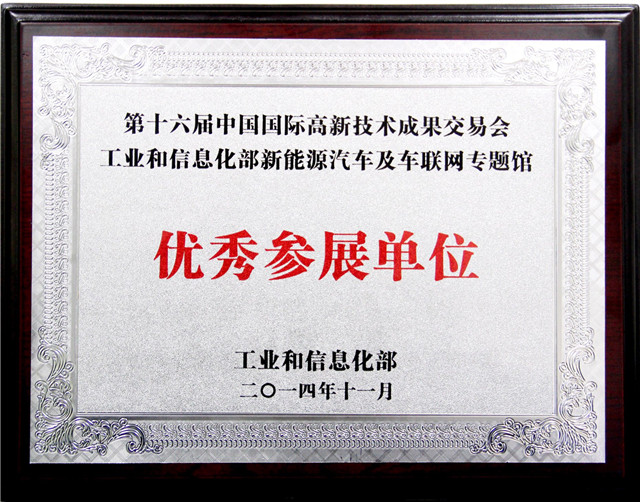 第十六届中国国际高新技术成果交易会
工业和信息化部新能源汽车及车联网专题馆
优秀参展单位
工业和信息化部
二〇一四年十一月